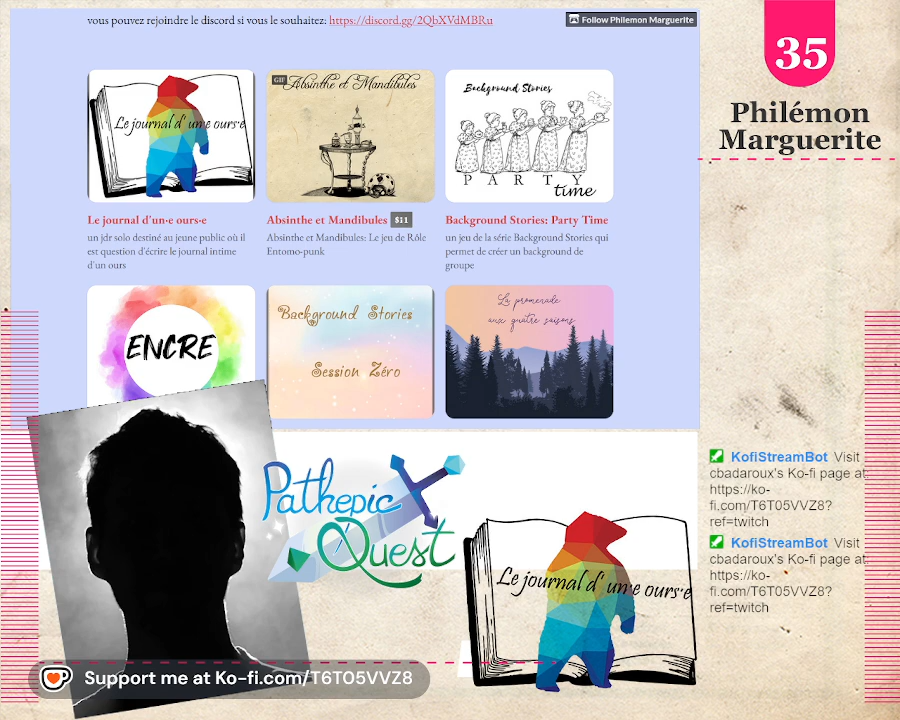 vous pouvez rejoindre le discord si vous le souhaitez: https://discord.gg/2QbXVdMBRu
Follow Philemon Marguerite
35
Philémon
Marguerite
Le journal d'un·e ours·e
GIF
Absinthe et Mandibules
Background Stories
PARTY
time
Le journal d'un·e ours·e
un jdr solo destiné au jeune public où il
est question d'écrire le journal intime
d'un ours
Absinthe et Mandibules $11
Absinthe et Mandibules: Le jeu de Rôle
Entomo-punk
Background Stories: Party Time
un jeu de la série Background Stories qui
permet de créer un background de
groupe
ENCRE
Background Stories
Session Zéro
La promenade
aux quatre saisons
Pathepic
Quest
Le journal d'un·e ours·e
KofiStreamBot Visit
cbadaroux's Ko-fi page at
https://ko-
fi.com/T6T05VVZ8?
ref=twitch
KofiStreamBot Visit
cbadaroux's Ko-fi page at
https://ko-
fi.com/T6T05VVZ8?
ref=twitch
Support me at Ko-fi.com/T6T05VVZ8